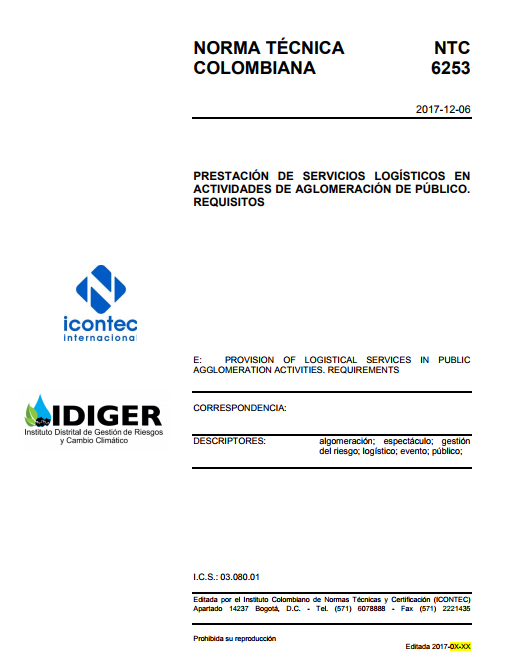 NORMA TÉCNICA NTC
COLOMBIANA 6253
2017-12-06
PRESTACIÓN DE SERVICIOS LOGÍSTICOS EN
ACTIVIDADES DE AGLOMERACIÓN DE PÚBLICO.
REQUISITOS
icontec
internacional
E: PROVISION OF LOGISTICAL SERVICES IN PUBLIC
AGGLOMERATION ACTIVITIES. REQUIREMENTS
IDIGER
Instituto Distrital de Gestión de Riesgos
y Cambio Climático
CORRESPONDENCIA:
DESCRIPTORES: algomeración; espectáculo; gestión
del riesgo; logístico; evento; público;
I.C.S.: 03.080.01
Editada por el Instituto Colombiano de Normas Técnicas y Certificación (ICONTEC)
Apartado 14237 Bogotá, D.C. - Tel. (571) 6078888 - Fax (571) 2221435
Prohibida su reproducción
Editada 2017-0X-XX